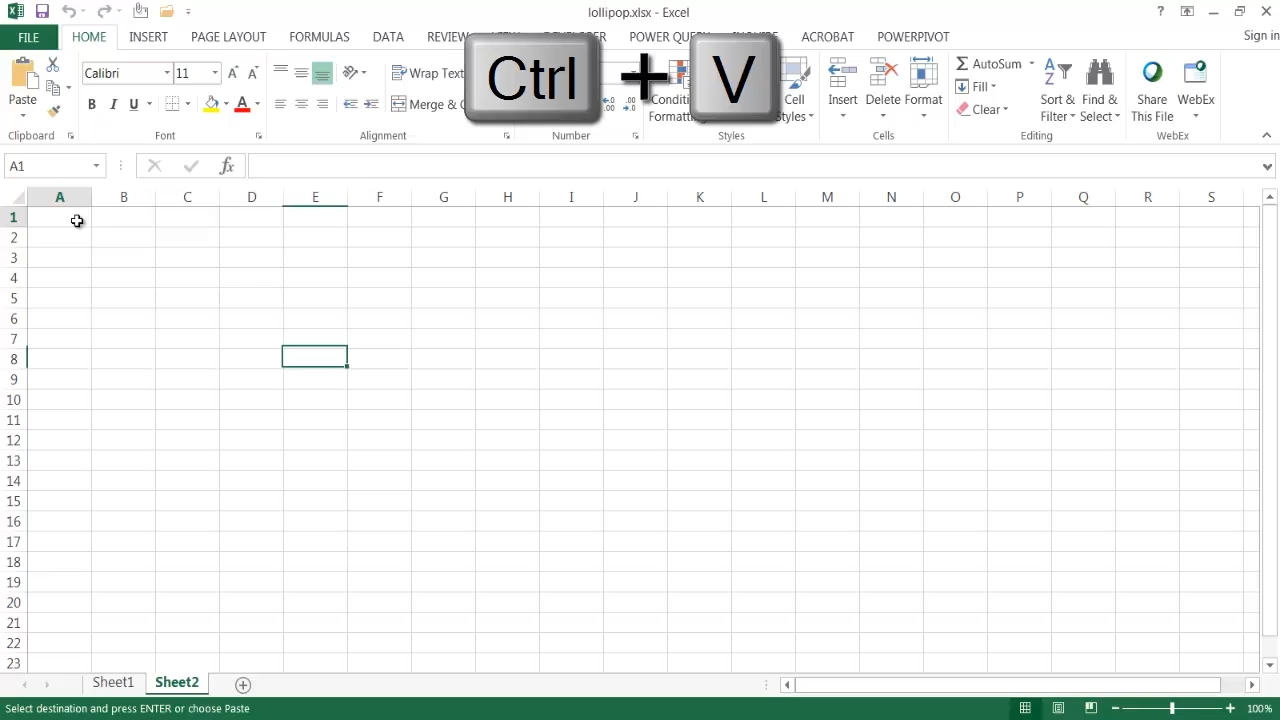 lollipop.xlsx - Excel
FILE HOME INSERT PAGE LAYOUT FORMULAS DATA REVIEW POWER QUERY ACROBAT POWERPIVOT Sign in
Ctrl + V
Paste
Calibri 11
B I U
Wrap Text
Merge &
Conditi
Formatting
Cell
Styles
Insert Delete Format
AutoSum
Fill
Clear
Sort &
Filter
Find &
Select
Share
This File
WebEx
Clipboard Font Alignment Number Styles Cells Editing WebEx
A1 fx
A B C D E F G H I J K L M N O P Q R S
1
2
3
4
5
6
7
8
9
10
11
12
13
14
15
16
17
18
19
20
21
22
23
Sheet1 Sheet2
Select destination and press ENTER or choose Paste 100%